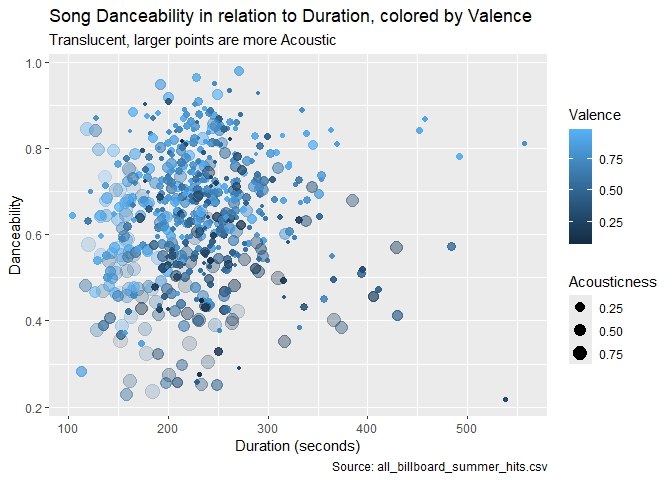 Song Danceability in relation to Duration, colored by Valence
Translucent, larger points are more Acoustic
1.0
0.8
0.6
0.4
0.2
Danceability
100
200
300
400
500
Duration (seconds)
Source: all_billboard_summer_hits.csv
Valence
0.75
0.50
0.25
Acousticness
0.25
0.50
0.75